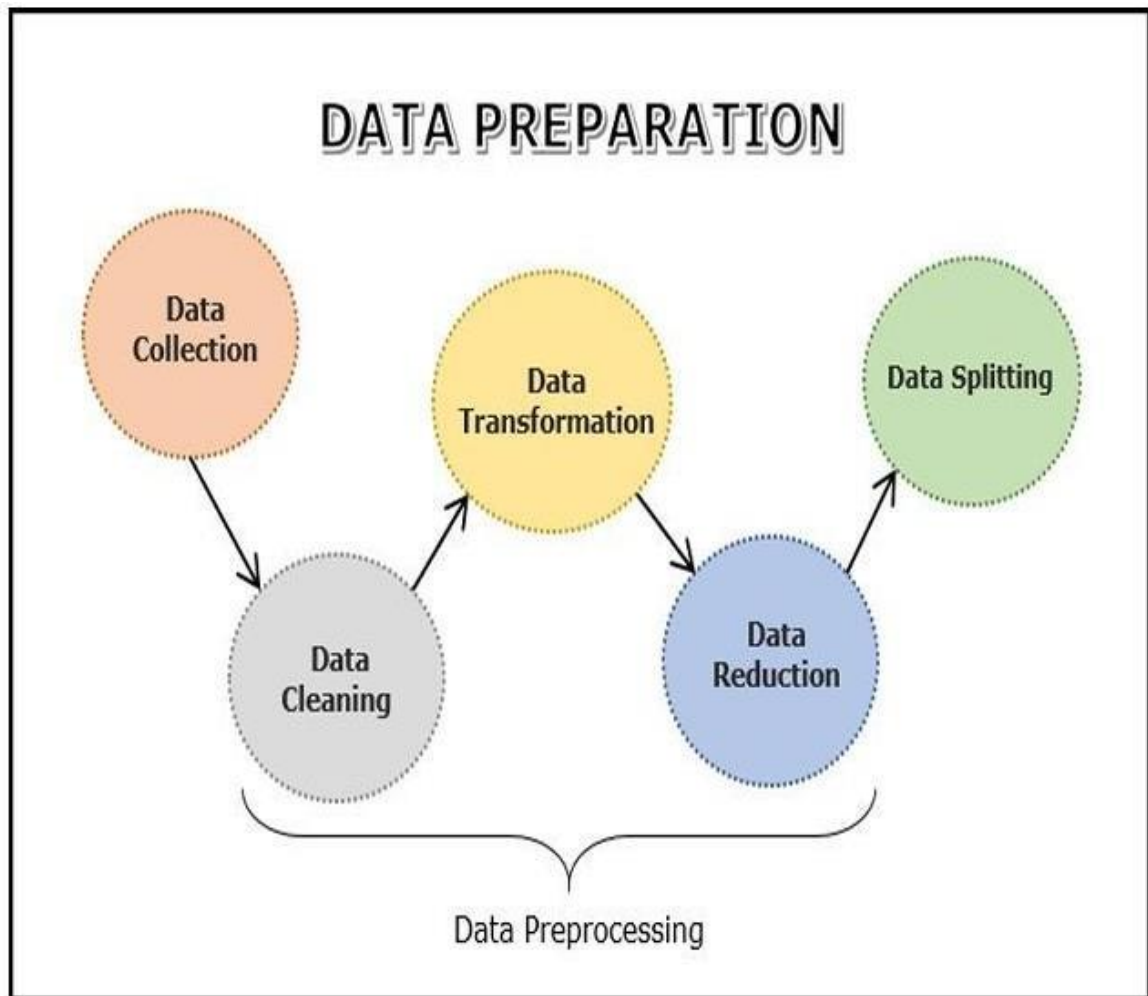 DATA PREPARATION
Data
Collection
Data
Transformation
Data Splitting
Data
Cleaning
Data
Reduction
Data Preprocessing